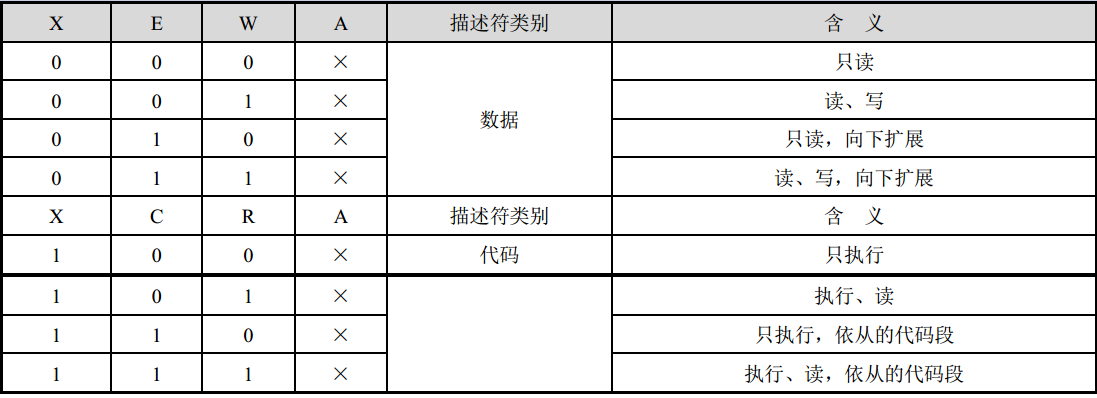 X E W A 描述符类别 含 义
0 0 0 × 数据 只读
0 0 1 × 读、写
0 1 0 × 只读，向下扩展
0 1 1 × 读、写，向下扩展
X C R A 描述符类别 含 义
1 0 0 × 代码 只执行
1 0 1 × 执行、读
1 1 0 × 只执行，依从的代码段
1 1 1 × 执行、读，依从的代码段